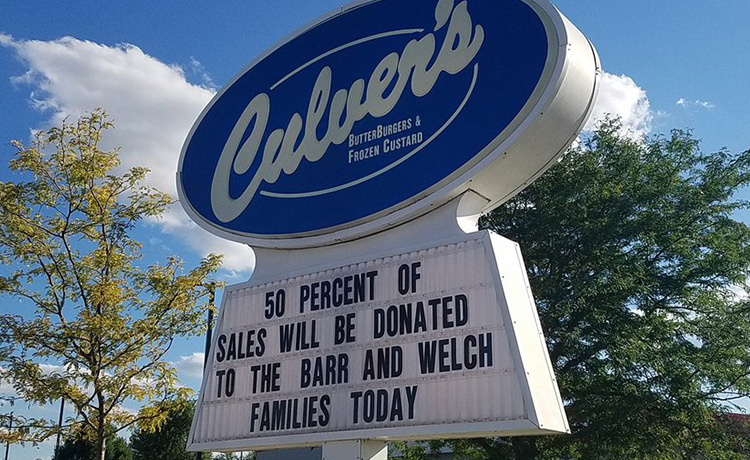 Culver's
ButterBurgers &
Frozen Custard
50 PERCENT OF
SALES WILL BE DONATED
TO THE BARR AND WELCH
FAMILIES TODAY